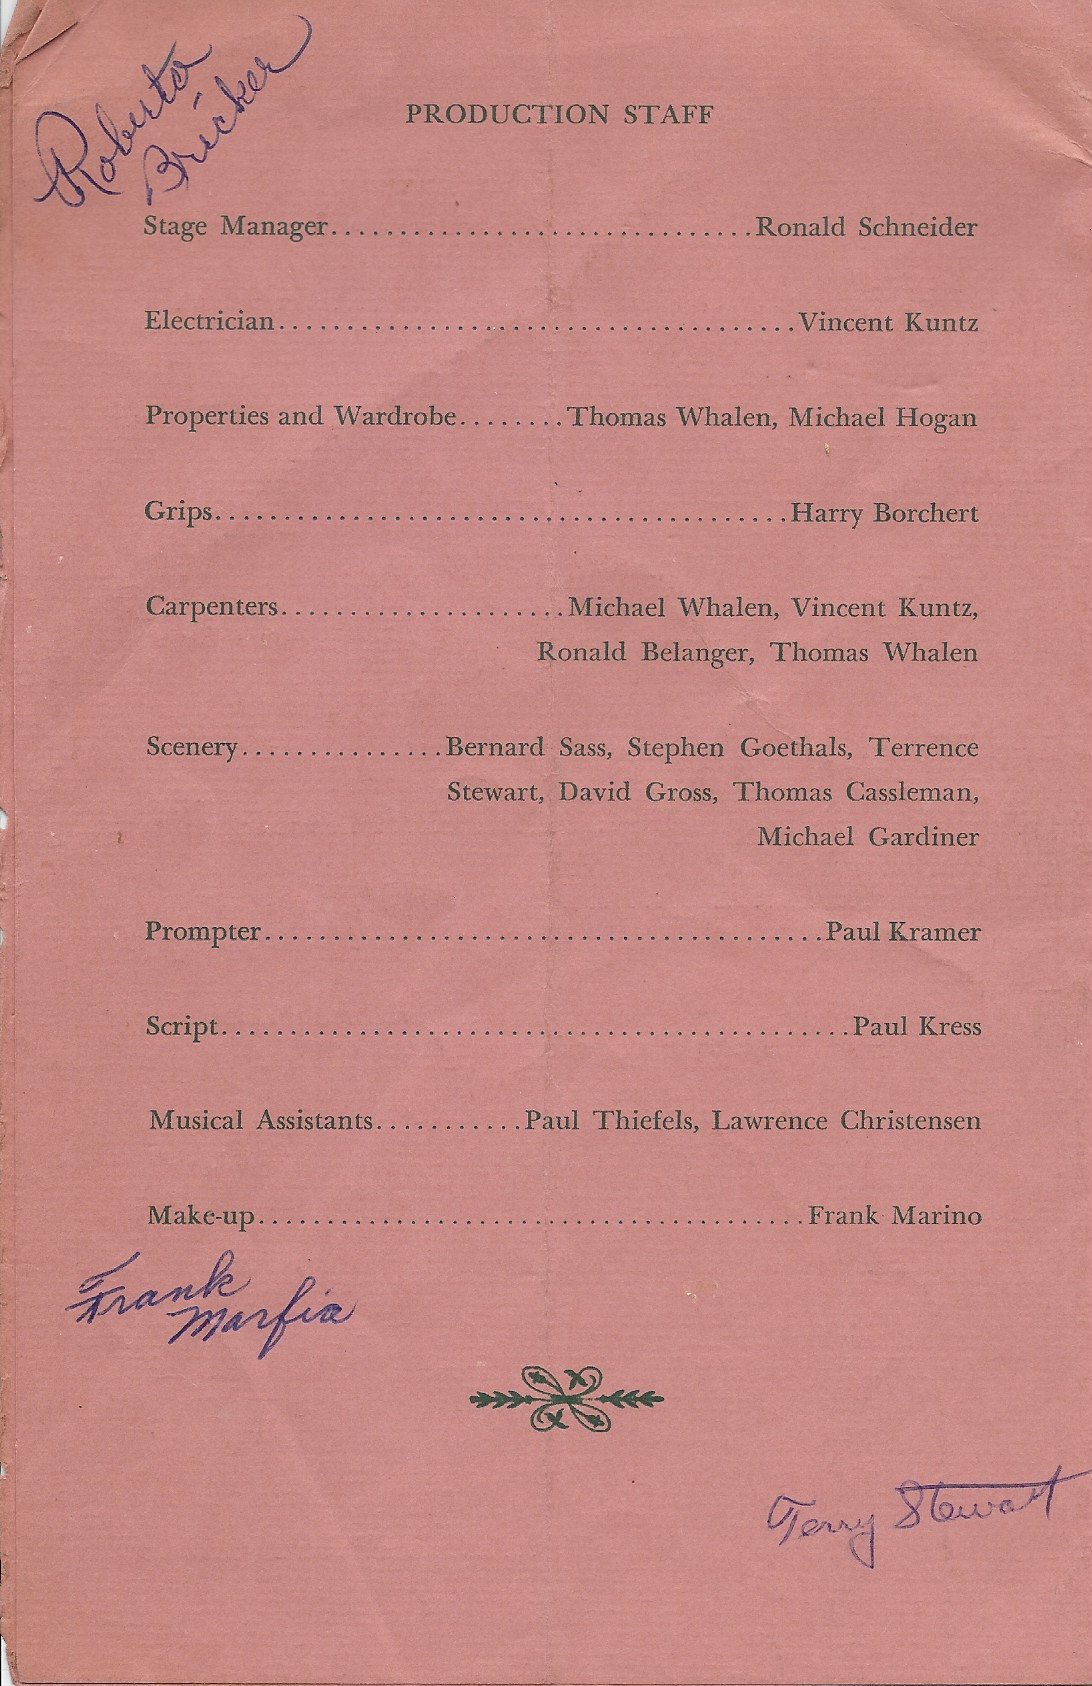 Roberta
Bricker
PRODUCTION STAFF
Stage Manager...............................Ronald Schneider
Electrician......................................Vincent Kuntz
Properties and Wardrobe........Thomas Whalen, Michael Hogan
Grips..........................................Harry Borchert
Carpenters.....................Michael Whalen, Vincent Kuntz,
Ronald Belanger, Thomas Whalen
Scenery...............Bernard Sass, Stephen Goethals, Terrence
Stewart, David Gross, Thomas Cassleman,
Michael Gardiner
Prompter.........................................Paul Kramer
Script..............................................Paul Kress
Musical Assistants...........Paul Thiefels, Lawrence Christensen
Make-up........................................Frank Marino
Frank
Marfia
Terry Stewart